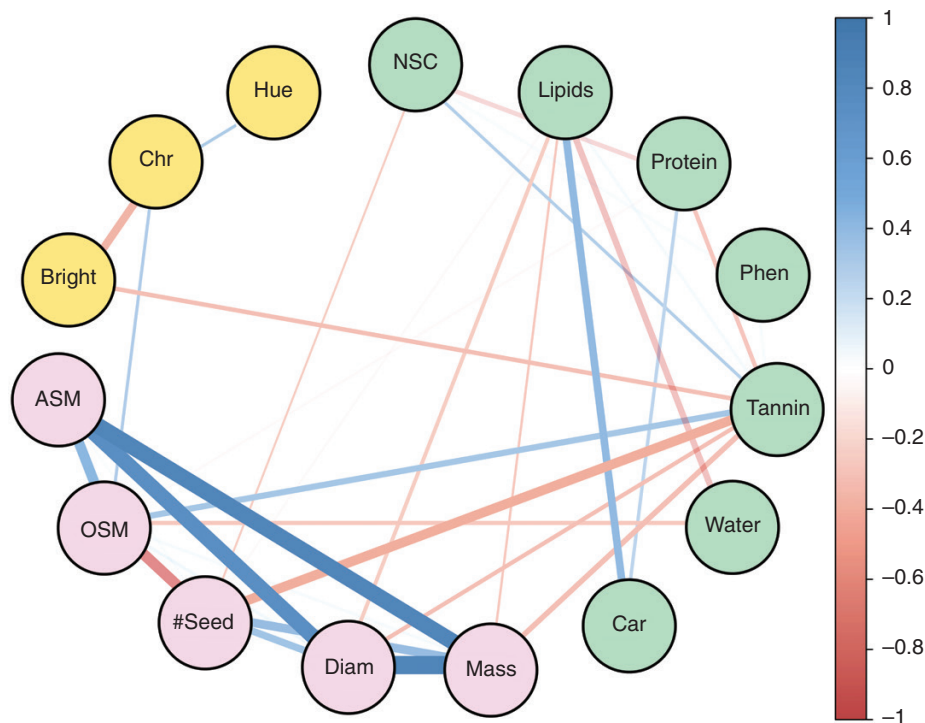 NSC
Lipids
Hue
Protein
Chr
Phen
Bright
Tannin
ASM
Water
OSM
Car
#Seed
Diam
Mass
1
0.8
0.6
0.4
0.2
0
–0.2
–0.4
–0.6
–0.8
–1